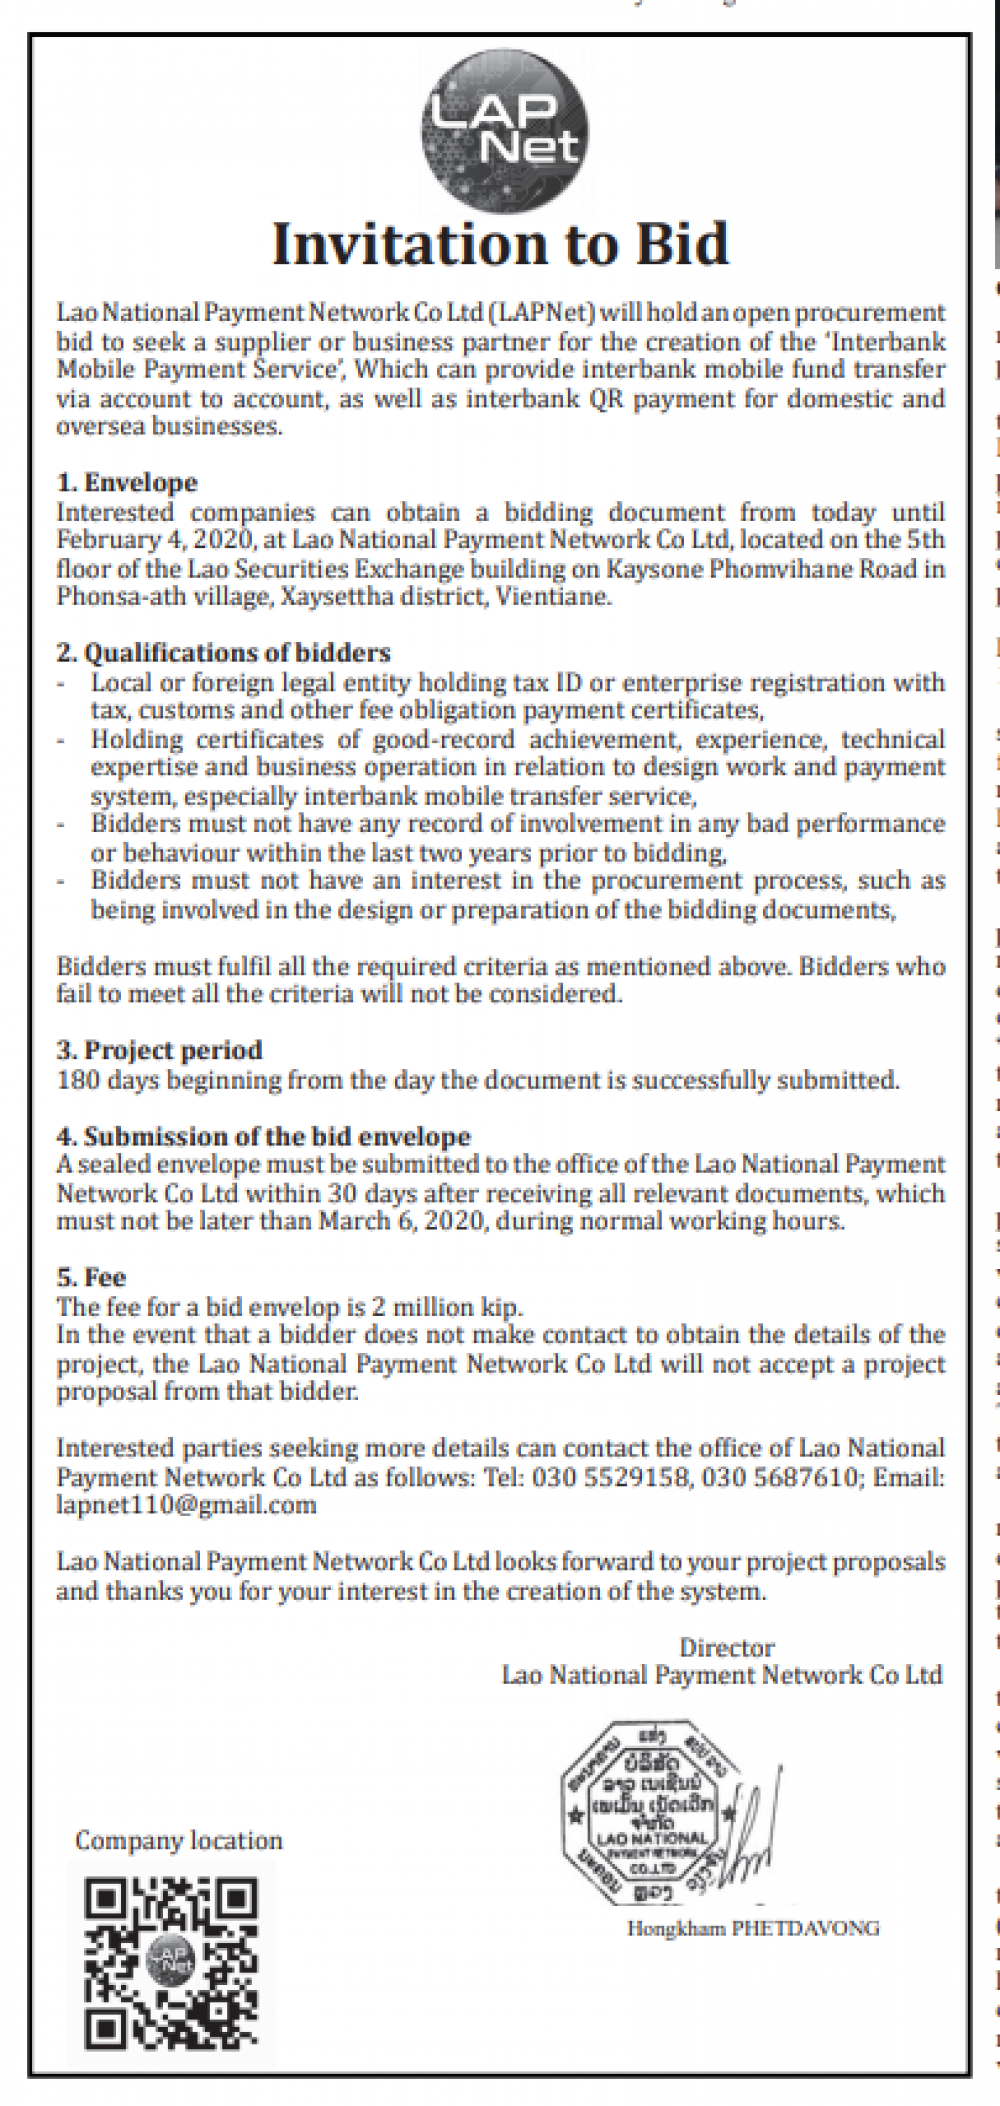 LAP
Net
Invitation to Bid
Lao National Payment Network Co Ltd (LAPNet) will hold an open procurement
bid to seek a supplier or business partner for the creation of the ‘Interbank
Mobile Payment Service’, Which can provide interbank mobile fund transfer
via account to account, as well as interbank QR payment for domestic and
oversea businesses.
1. Envelope
Interested companies can obtain a bidding document from today until
February 4, 2020, at Lao National Payment Network Co Ltd, located on the 5th
floor of the Lao Securities Exchange building on Kaysone Phomvihane Road in
Phonsa-ath village, Xaysettha district, Vientiane.
2. Qualifications of bidders
- Local or foreign legal entity holding tax ID or enterprise registration with
tax, customs and other fee obligation payment certificates,
- Holding certificates of good-record achievement, experience, technical
expertise and business operation in relation to design work and payment
system, especially interbank mobile transfer service,
- Bidders must not have any record of involvement in any bad performance
or behaviour within the last two years prior to bidding,
- Bidders must not have an interest in the procurement process, such as
being involved in the design or preparation of the bidding documents,
Bidders must fulfil all the required criteria as mentioned above. Bidders who
fail to meet all the criteria will not be considered.
3. Project period
180 days beginning from the day the document is successfully submitted.
4. Submission of the bid envelope
A sealed envelope must be submitted to the office of the Lao National Payment
Network Co Ltd within 30 days after receiving all relevant documents, which
must not be later than March 6, 2020, during normal working hours.
5. Fee
The fee for a bid envelop is 2 million kip.
In the event that a bidder does not make contact to obtain the details of the
project, the Lao National Payment Network Co Ltd will not accept a project
proposal from that bidder.
Interested parties seeking more details can contact the office of Lao National
Payment Network Co Ltd as follows: Tel: 030 5529158, 030 5687610; Email:
lapnet110@gmail.com
Lao National Payment Network Co Ltd looks forward to your project proposals
and thanks you for your interest in the creation of the system.
Director
Lao National Payment Network Co Ltd
ບໍລິສັດ
ຈຳກັດ
LAO NATIONAL
PAYMENT NETWORK
CO.,LTD
Hongkham PHETDAVONG
Company location
LAP
Net